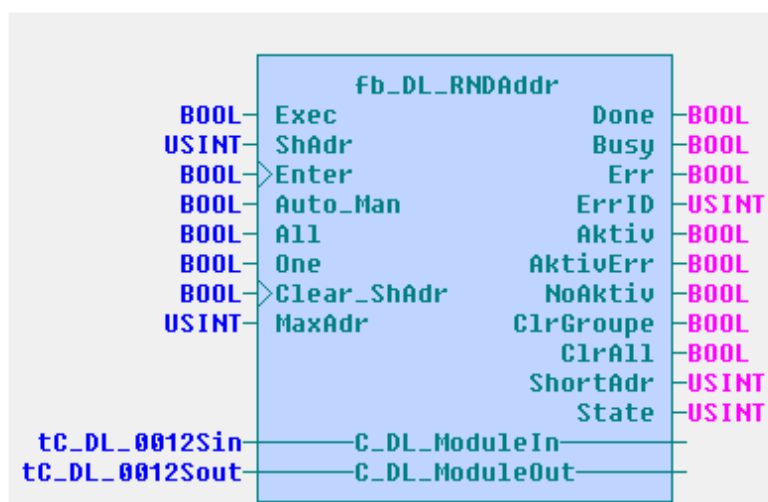 fb_DL_RNDAddr
BOOL Exec Done BOOL
USINT ShAdr Busy BOOL
BOOL Enter Err BOOL
BOOL Auto_Man ErrID USINT
BOOL All Aktiv BOOL
BOOL One AktivErr BOOL
BOOL Clear_ShAdr NoAktiv BOOL
USINT MaxAdr ClrGroupe BOOL
ClrAll BOOL
ShortAdr USINT
State USINT
tC_DL_0012Sin C_DL_ModuleIn
tC_DL_0012Sout C_DL_ModuleOut